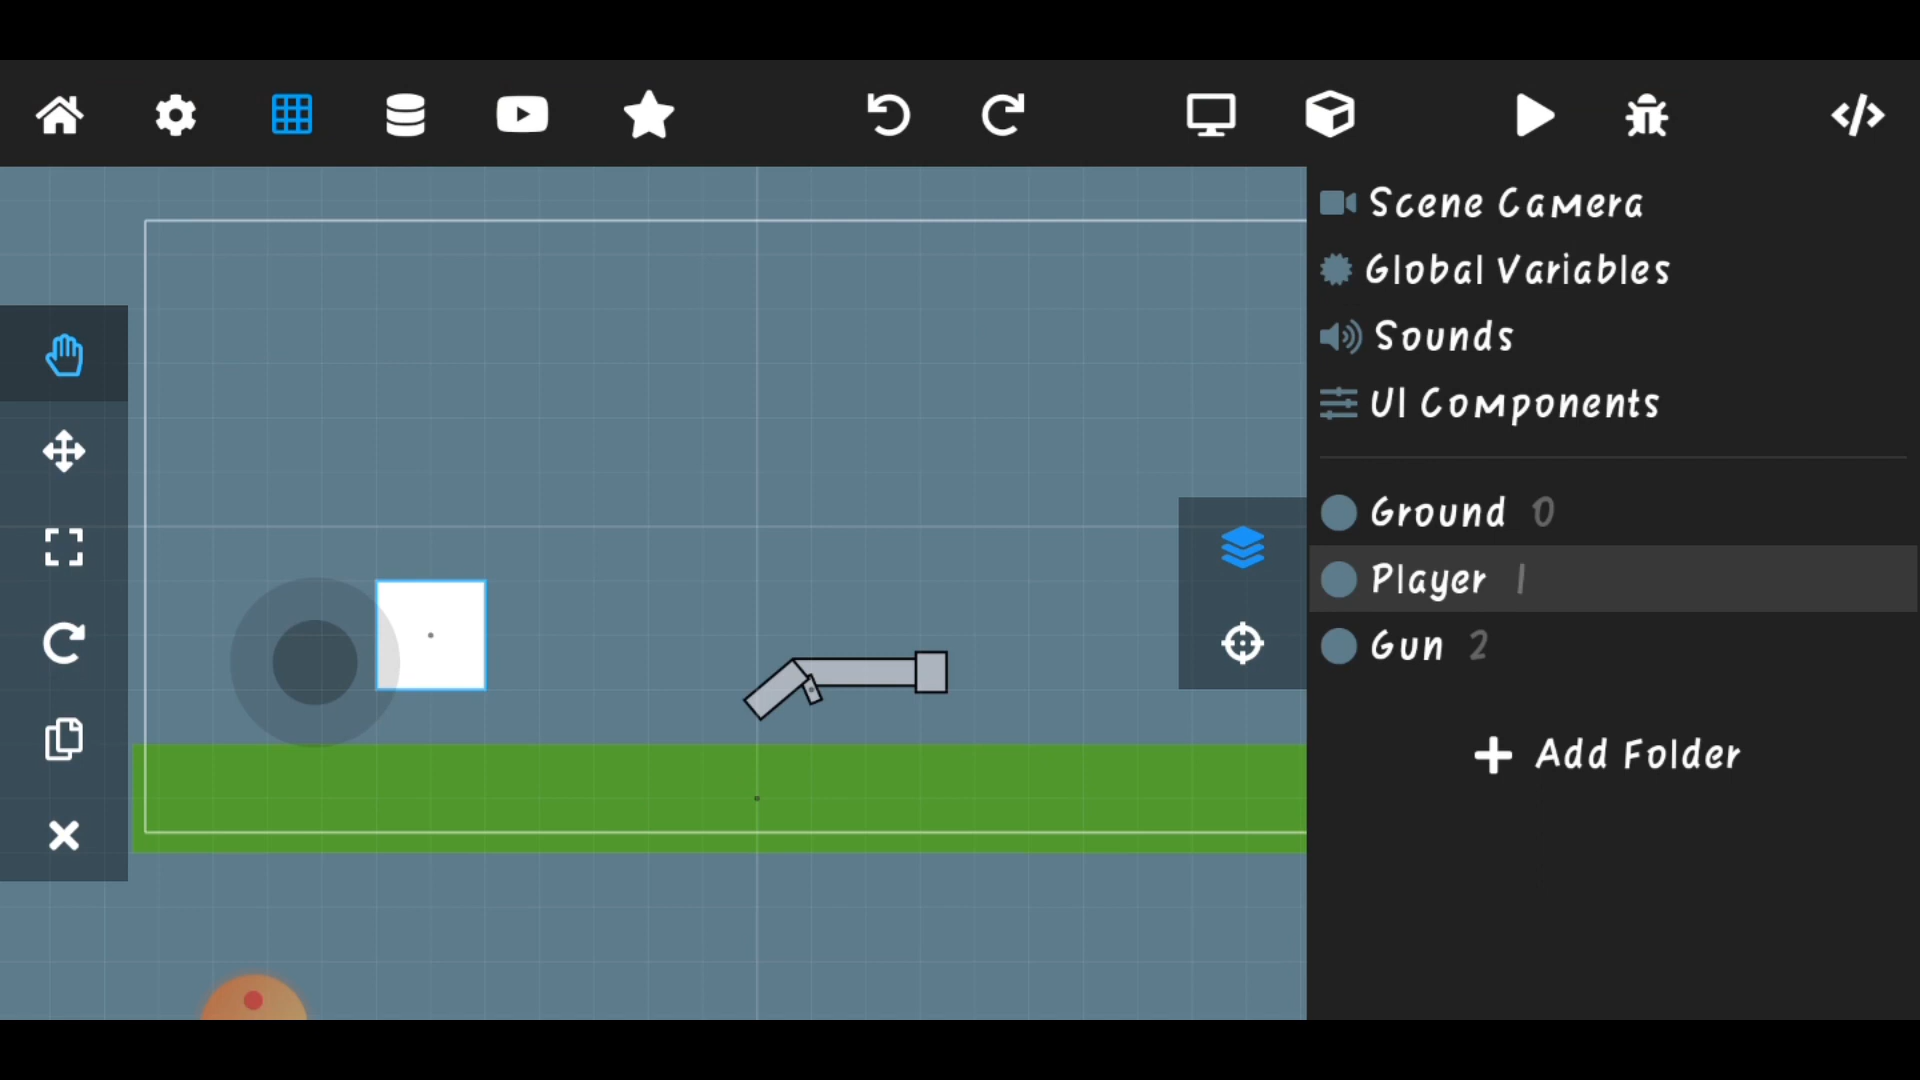 Scene Camera
Global Variables
Sounds
UI Components
Ground 0
Player 1
Gun 2
+ Add Folder